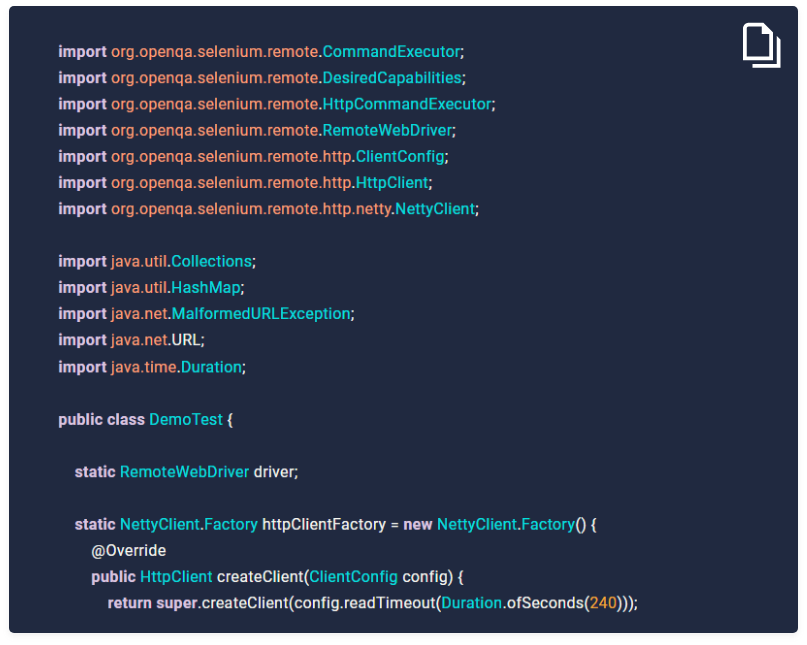 import org.openqa.selenium.remote.CommandExecutor;
import org.openqa.selenium.remote.DesiredCapabilities;
import org.openqa.selenium.remote.HttpCommandExecutor;
import org.openqa.selenium.remote.RemoteWebDriver;
import org.openqa.selenium.remote.http.ClientConfig;
import org.openqa.selenium.remote.http.HttpClient;
import org.openqa.selenium.remote.http.netty.NettyClient;

import java.util.Collections;
import java.util.HashMap;
import java.net.MalformedURLException;
import java.net.URL;
import java.time.Duration;

public class DemoTest {

    static RemoteWebDriver driver;

    static NettyClient.Factory httpClientFactory = new NettyClient.Factory() {
        @Override
        public HttpClient createClient(ClientConfig config) {
            return super.createClient(config.readTimeout(Duration.ofSeconds(240)));